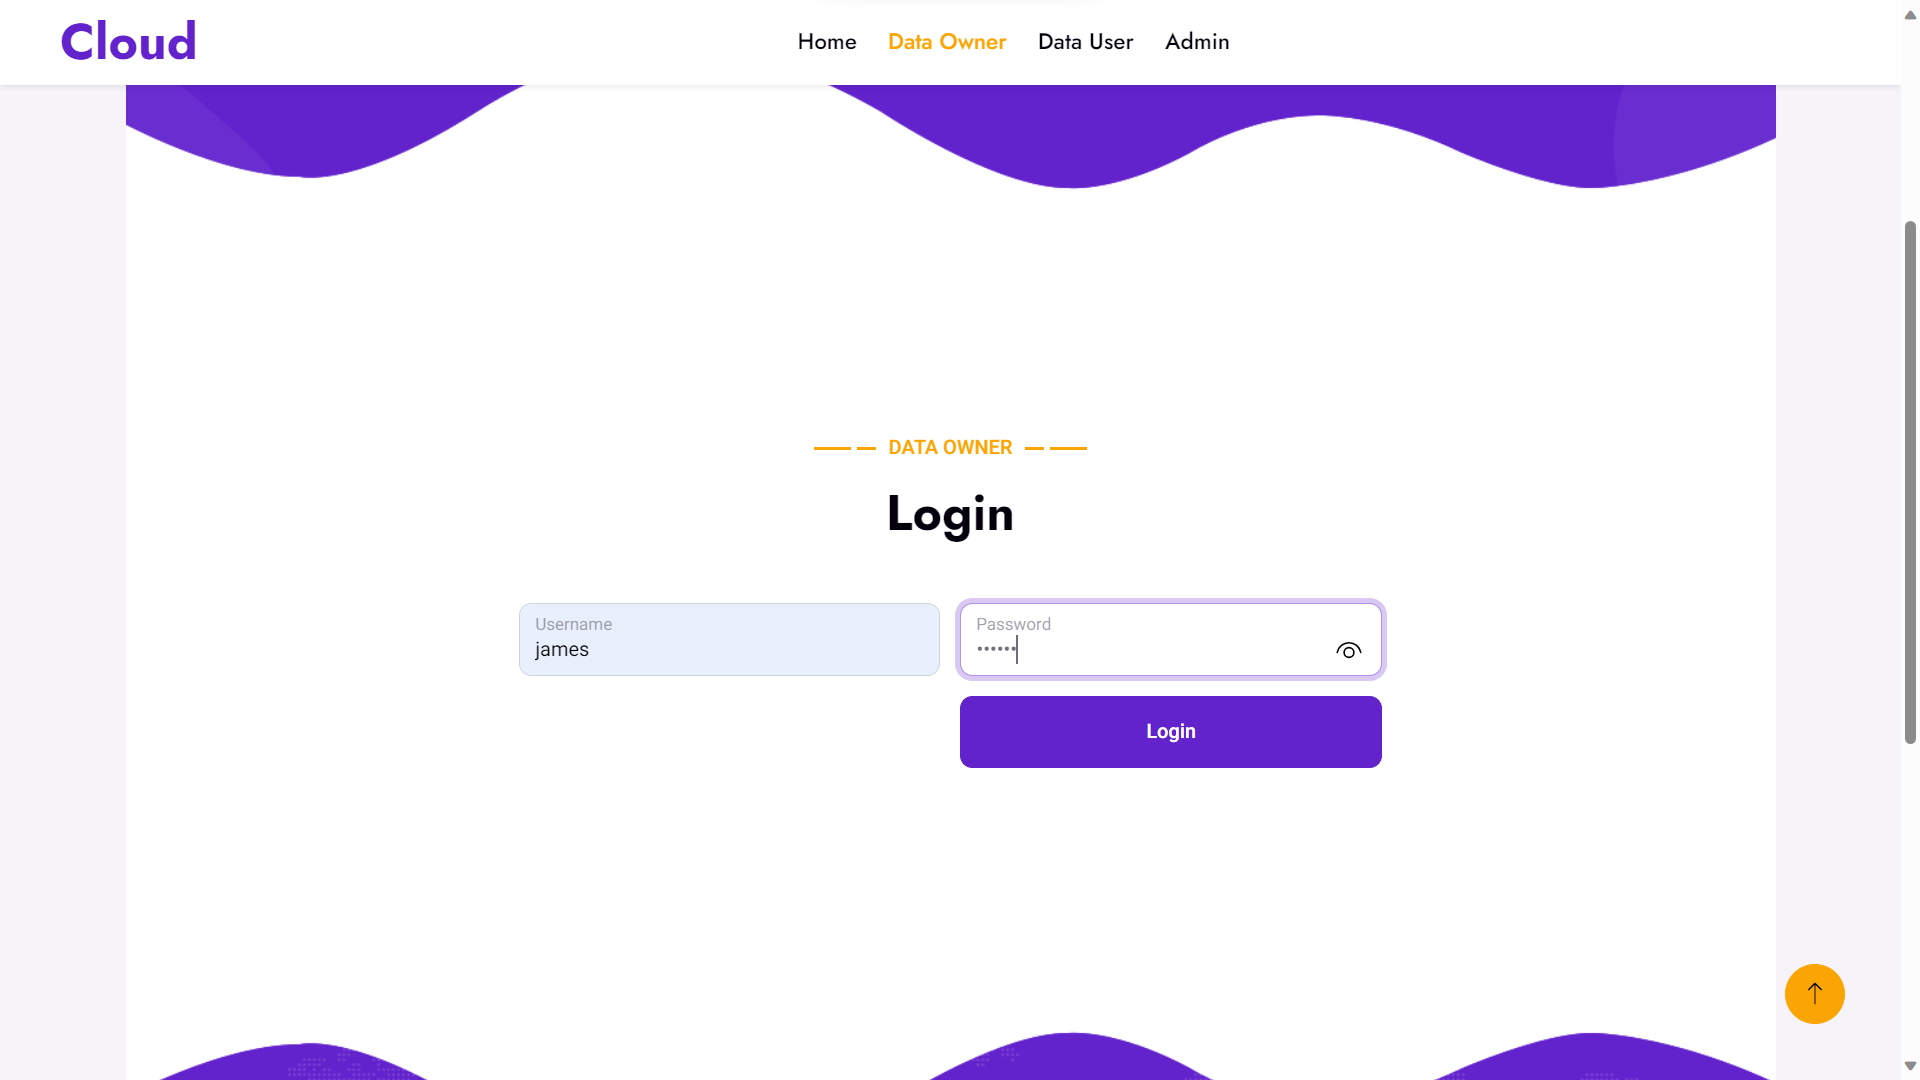 Cloud
Home Data Owner Data User Admin
DATA OWNER
Login
Username
james
Password
••••••
Login